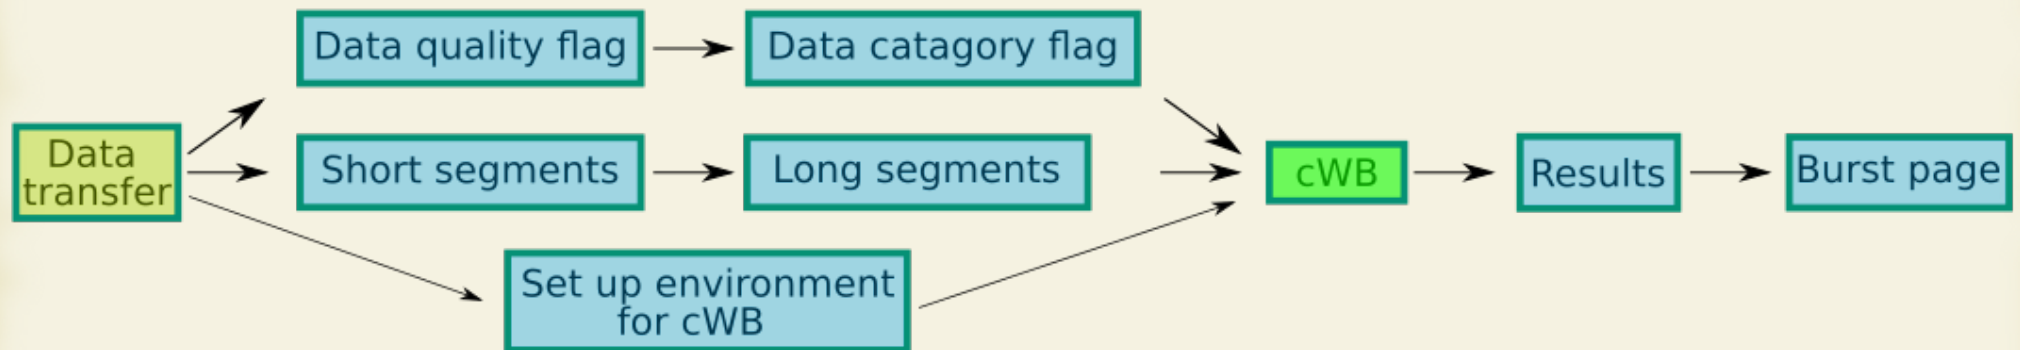 Data quality flag
Data catagory flag
Data
transfer
Short segments
Long segments
cWB
Results
Burst page
Set up environment
for cWB